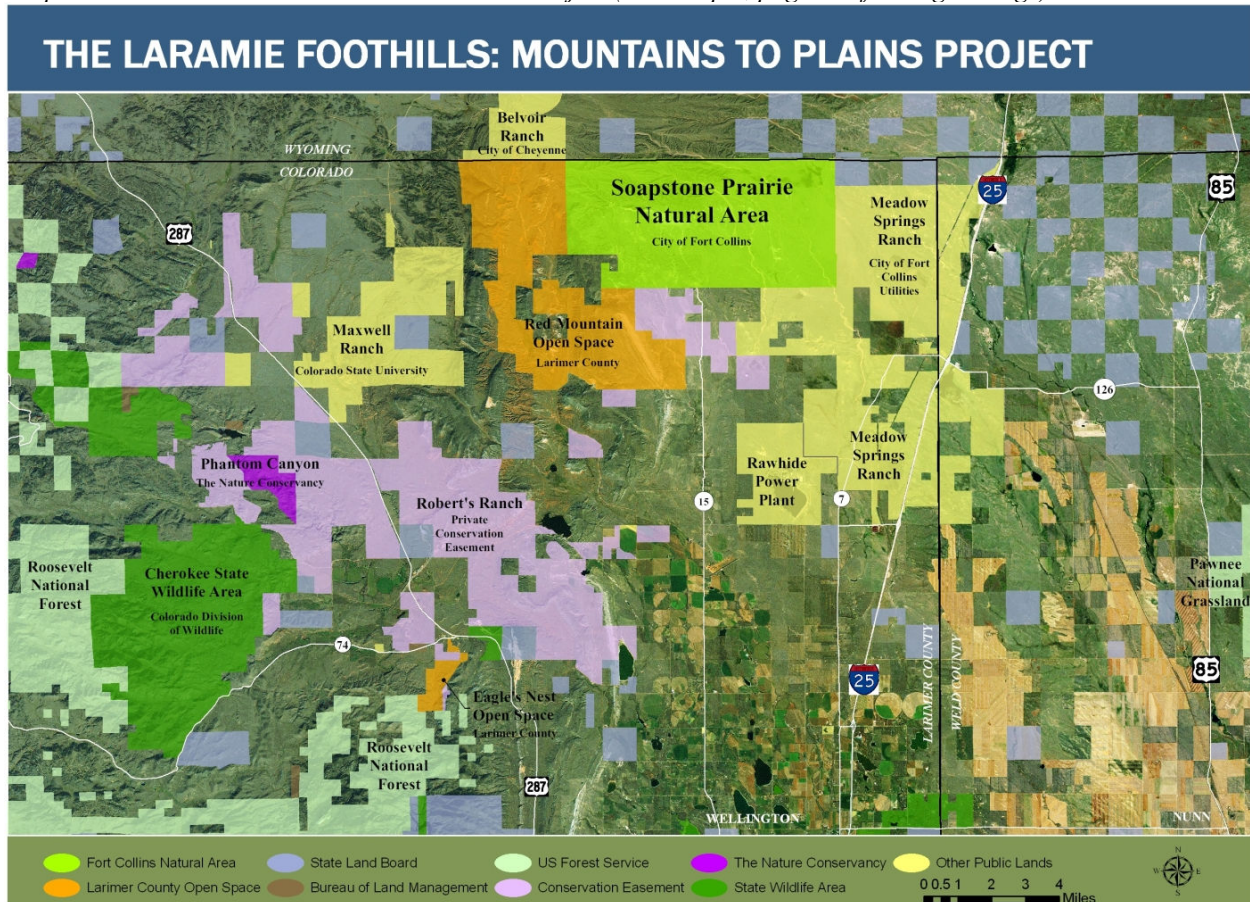 THE LARAMIE FOOTHILLS: MOUNTAINS TO PLAINS PROJECT
Belvoir
Ranch
City of Cheyenne
WYOMING
COLORADO
Soapstone Prairie
Natural Area
City of Fort Collins
Meadow
Springs
Ranch
City of Fort
Collins
Utilities
25
85
287
Maxwell
Ranch
Colorado State University
Red Mountain
Open Space
Larimer County
126
Phantom Canyon
The Nature Conservancy
Robert's Ranch
Private
Conservation
Easement
Rawhide
Power
Plant
Meadow
Springs
Ranch
15
7
Roosevelt
National
Forest
Cherokee State
Wildlife Area
Colorado Division
of Wildlife
Pawnee
National
Grassland
74
25
LARIMER COUNTY
WELD COUNTY
85
Eagle's Nest
Open Space
Larimer County
Roosevelt
National
Forest
287
WELLINGTON
NUNN
Fort Collins Natural Area
State Land Board
US Forest Service
The Nature Conservancy
Other Public Lands
Larimer County Open Space
Bureau of Land Management
Conservation Easement
State Wildlife Area
0 0.5 1 2 3 4
Miles
N
W E
S